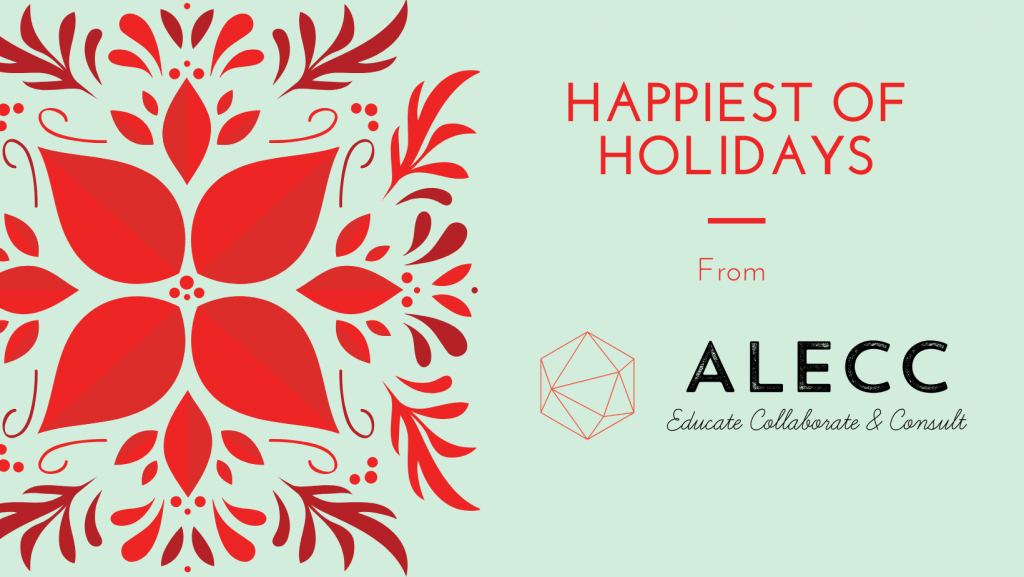 HAPPIEST OF
HOLIDAYS
From
ALECC
Educate Collaborate & Consult